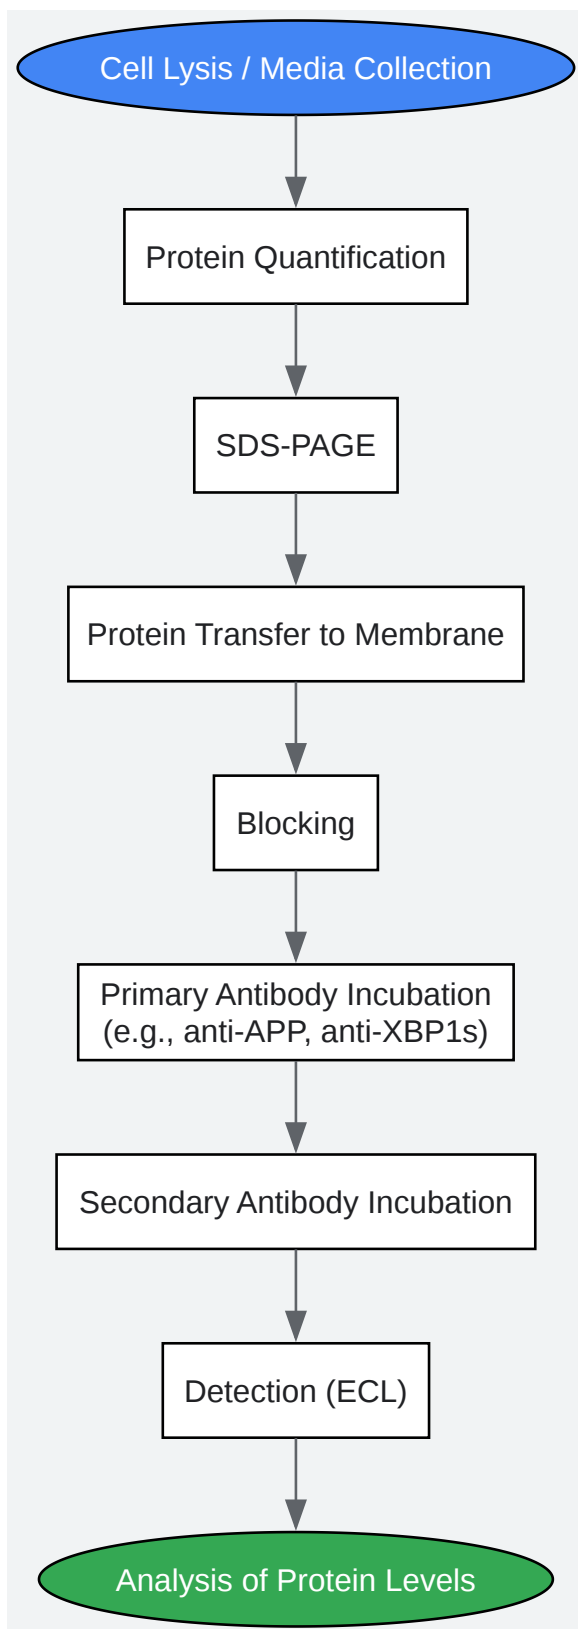 Cell Lysis / Media Collection
Protein Quantification
SDS-PAGE
Protein Transfer to Membrane
Blocking
Primary Antibody Incubation
(e.g., anti-APP, anti-XBP1s)
Secondary Antibody Incubation
Detection (ECL)
Analysis of Protein Levels